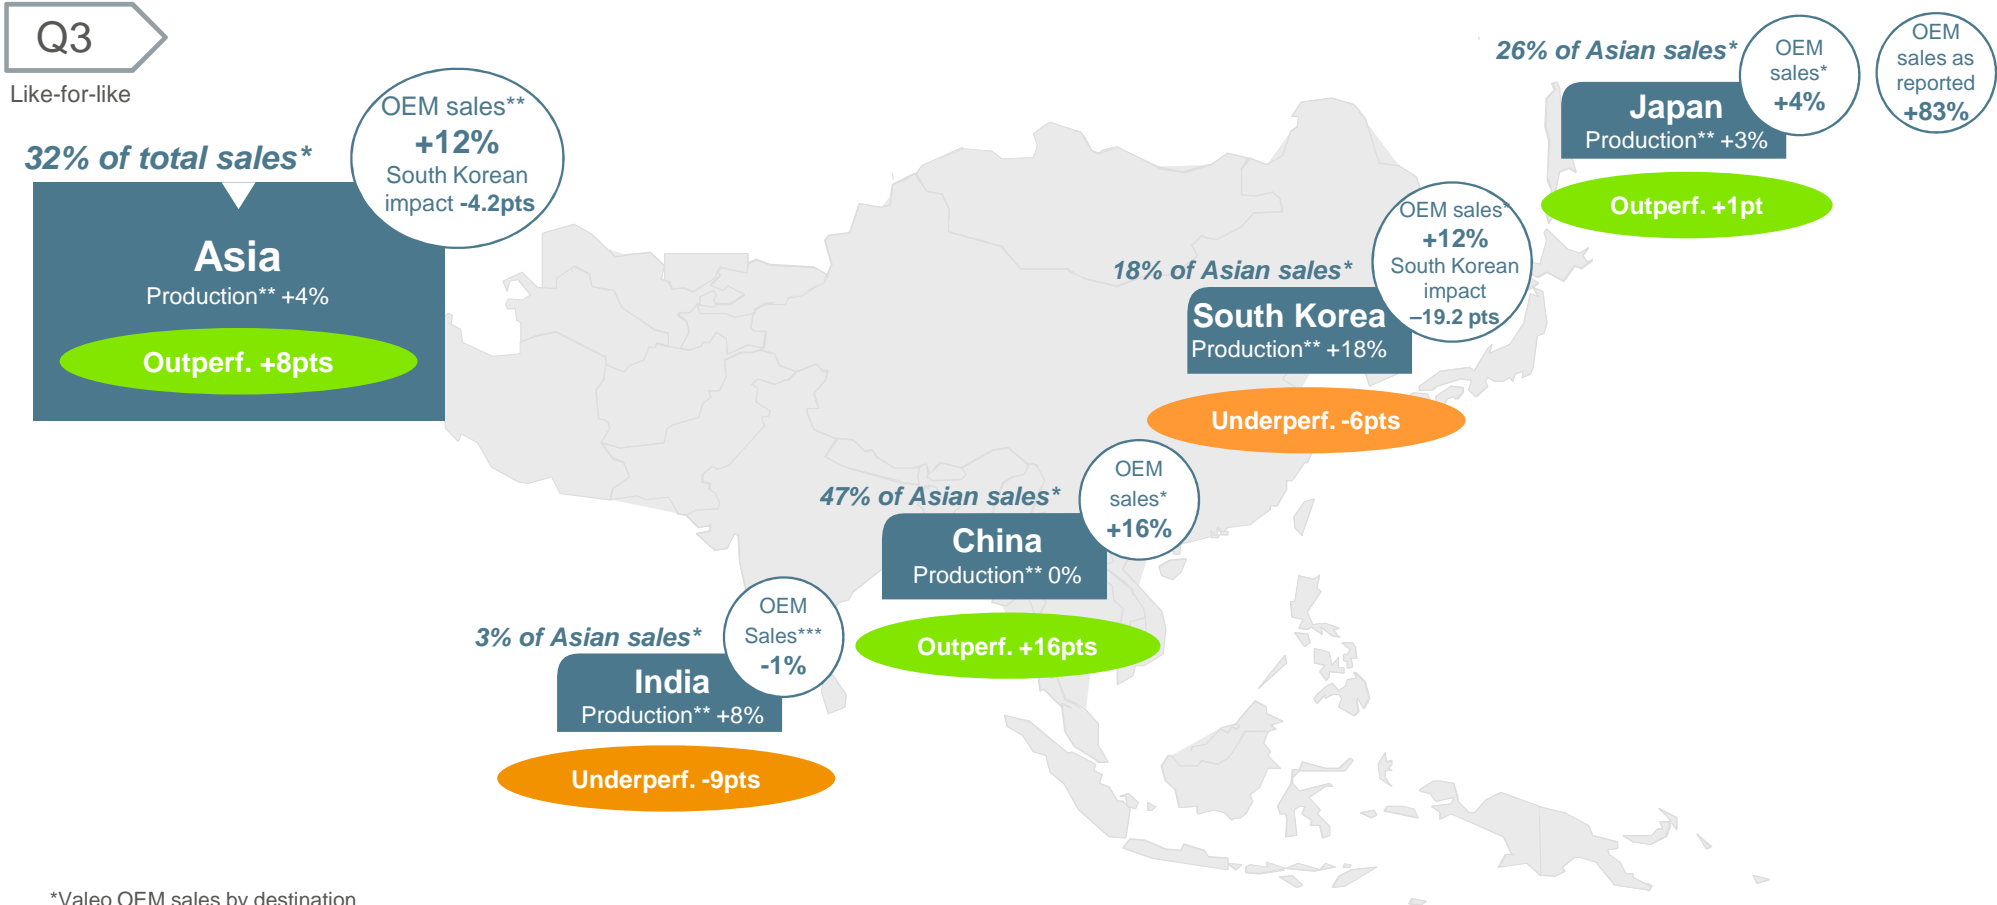 Q3
Like-for-like
32% of total sales*
OEM sales**
+12%
South Korean
impact -4.2pts
Asia
Production** +4%
Outperf. +8pts
26% of Asian sales*
OEM
sales*
+4%
OEM
sales as
reported
+83%
Japan
Production** +3%
Outperf. +1pt
18% of Asian sales*
OEM sales*
+12%
South Korean
impact
–19.2 pts
South Korea
Production** +18%
Underperf. -6pts
47% of Asian sales*
OEM
sales*
+16%
China
Production** 0%
Outperf. +16pts
3% of Asian sales*
OEM
Sales***
-1%
India
Production** +8%
Underperf. -9pts
*Valeo OEM sales by destination